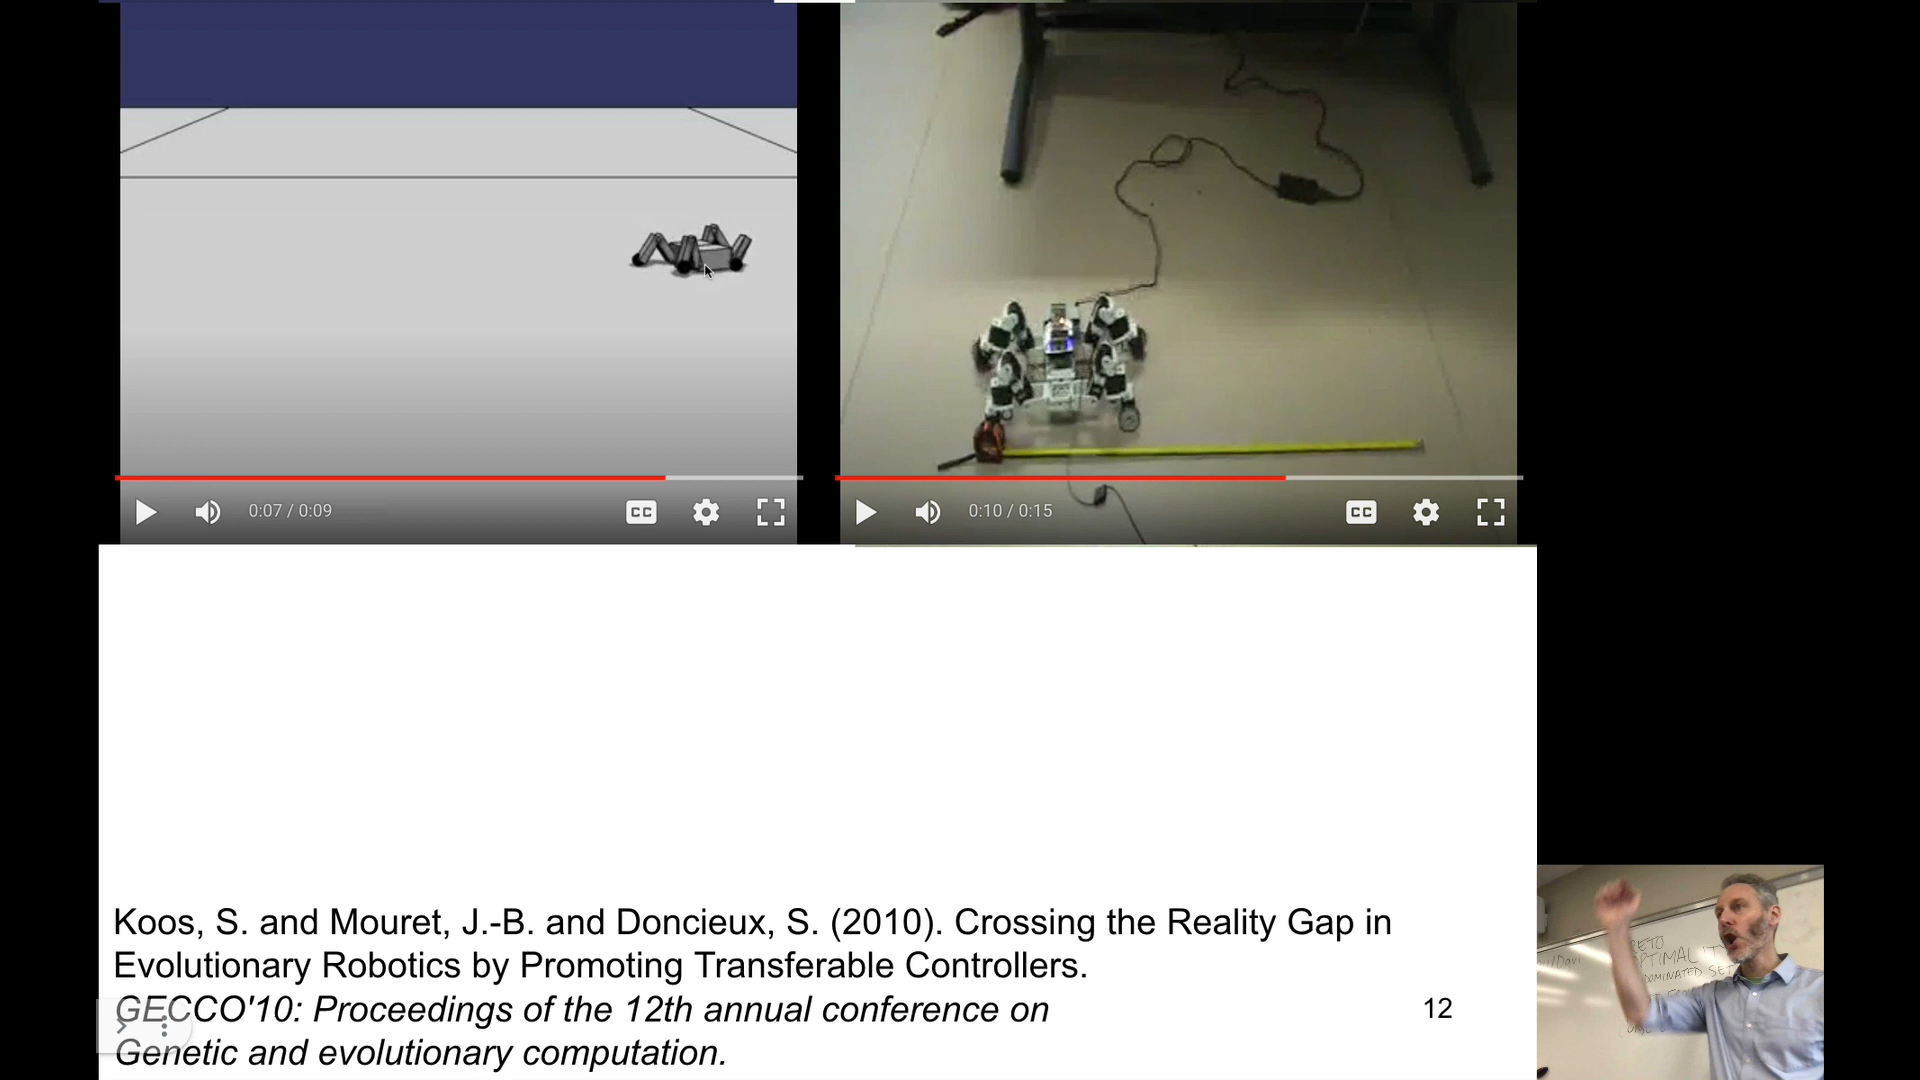 0:07 / 0:09
CC
0:10 / 0:15
CC
Koos, S. and Mouret, J.-B. and Doncieux, S. (2010). Crossing the Reality Gap in
Evolutionary Robotics by Promoting Transferable Controllers.
GECCO'10: Proceedings of the 12th annual conference on
Genetic and evolutionary computation.
12